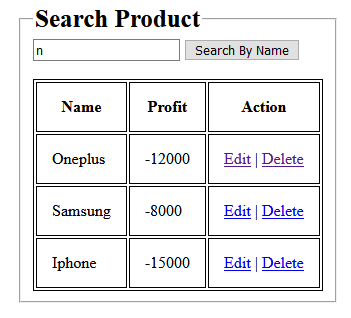 Search Product
n Search By Name
Name Profit Action
Oneplus -12000 Edit | Delete
Samsung -8000 Edit | Delete
Iphone -15000 Edit | Delete